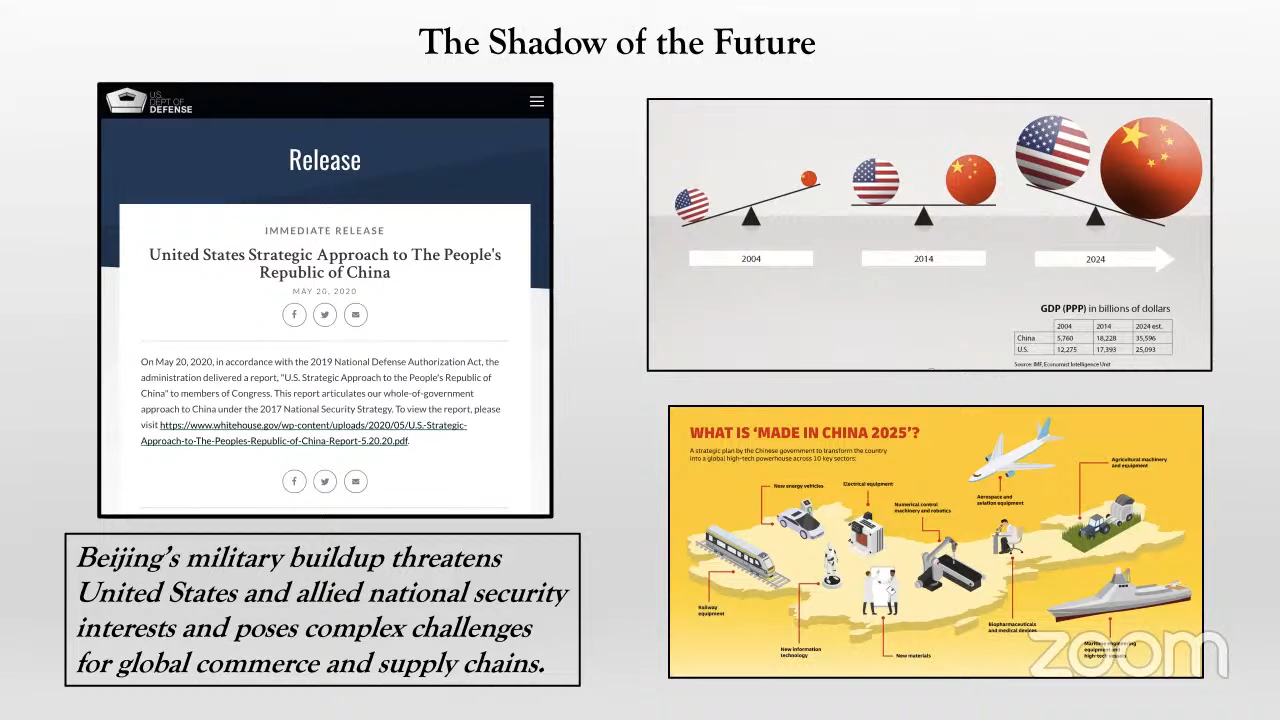 The Shadow of the Future
U.S.
DEPT OF
DEFENSE
Release
IMMEDIATE RELEASE
United States Strategic Approach to The People's
Republic of China
MAY 20, 2020
On May 20, 2020, in accordance with the 2019 National Defense Authorization Act, the
administration delivered a report, "U.S. Strategic Approach to the People's Republic of
China" to members of Congress. This report articulates our whole-of-government
approach to China under the 2017 National Security Strategy. To view the report, please
visit https://www.whitehouse.gov/wp-content/uploads/2020/05/U.S.-Strategic-
Approach-to-The-Peoples-Republic-of-China-Report-5.20.20.pdf.
Beijing's military buildup threatens
United States and allied national security
interests and poses complex challenges
for global commerce and supply chains.
2004
2014
2024
GDP (PPP) in billions of dollars
2004 2014 2024 est.
China 5,760 18,228 35,596
U.S. 12,275 17,393 25,093
Source: IMF, Economist Intelligence Unit
WHAT IS 'MADE IN CHINA 2025'?
A strategic plan by the Chinese government to transform the country
into a global high-tech powerhouse across 10 key sectors:
New energy vehicles
Electrical equipment
Numerical control
machinery and robotics
Aerospace and
aviation equipment
Agricultural machinery
and equipment
Railway
equipment
New information
technology
New materials
Biopharmaceuticals
and medical devices
Maritime engineering
equipment and
high-tech vessels
zoom